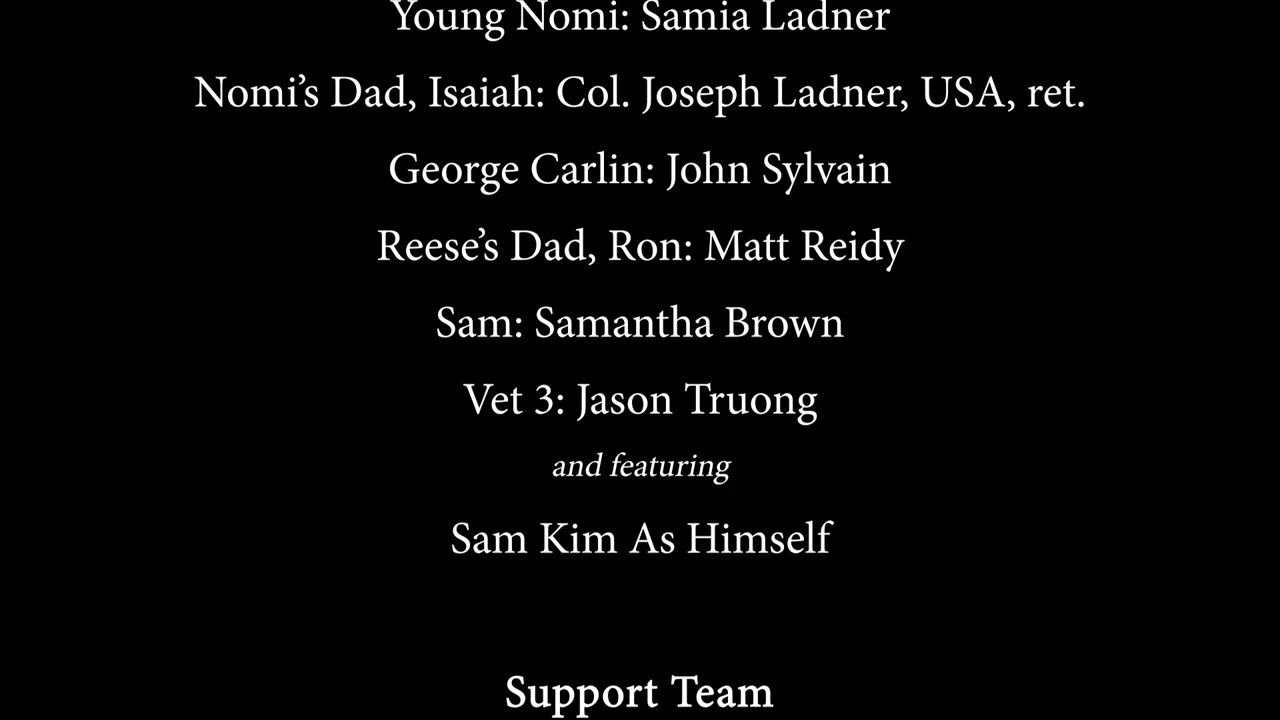 Young Nomi: Samia Ladner
Nomi’s Dad, Isaiah: Col. Joseph Ladner, USA, ret.
George Carlin: John Sylvain
Reese’s Dad, Ron: Matt Reidy
Sam: Samantha Brown
Vet 3: Jason Truong
and featuring
Sam Kim As Himself
Support Team